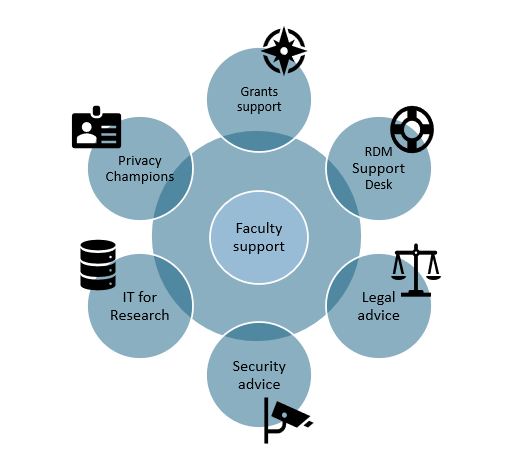 Grants
support
Privacy
Champions
RDM
Support
Desk
Faculty
support
IT for
Research
Legal
advice
Security
advice